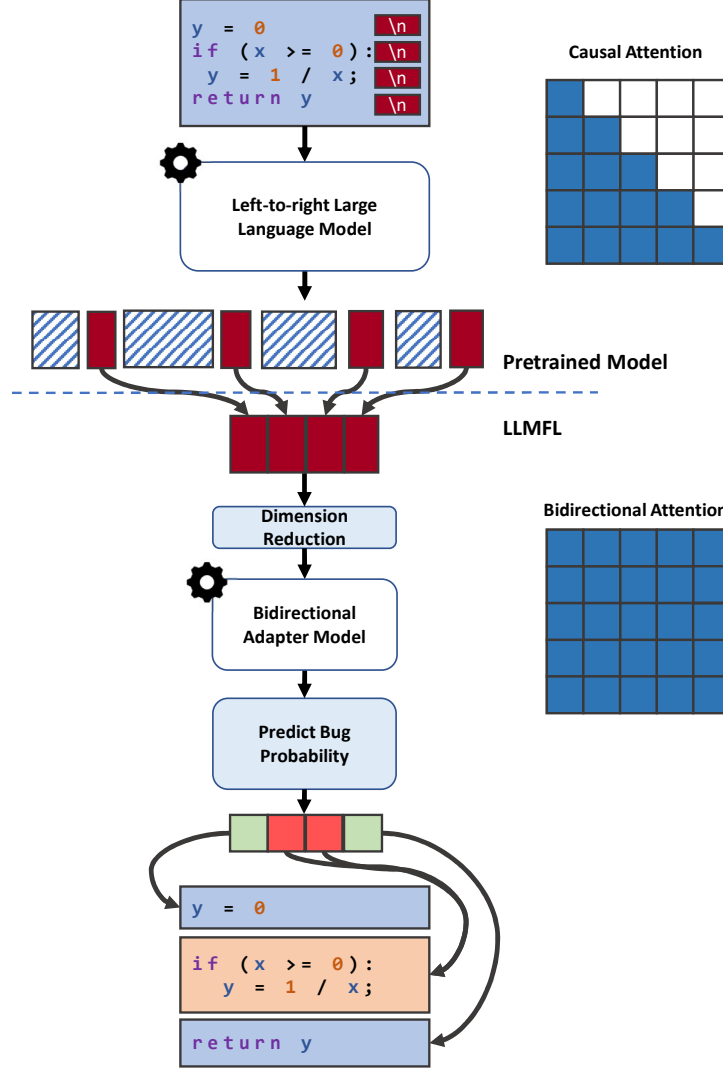 y = 0 \n
if (x >= 0): \n
y = 1 / x; \n
return y \n
Causal Attention
Left-to-right Large
Language Model
Pretrained Model
LLMFL
Dimension
Reduction
Bidirectional Attention
Bidirectional
Adapter Model
Predict Bug
Probability
y = 0
if (x >= 0):
y = 1 / x;
return y